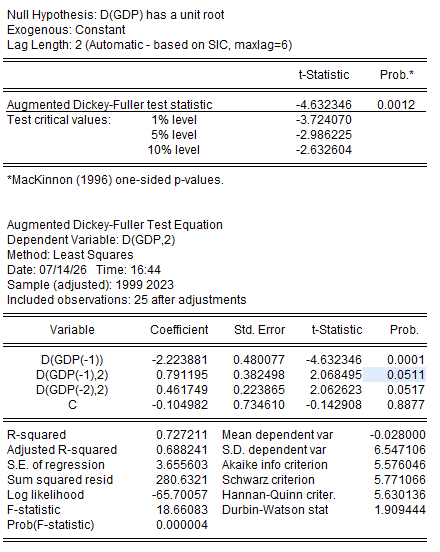 Null Hypothesis: D(GDP) has a unit root
Exogenous: Constant
Lag Length: 2 (Automatic - based on SIC, maxlag=6)
t-Statistic Prob.*
Augmented Dickey-Fuller test statistic -4.632346 0.0012
Test critical values: 1% level -3.724070
5% level -2.986225
10% level -2.632604
*MacKinnon (1996) one-sided p-values.
Augmented Dickey-Fuller Test Equation
Dependent Variable: D(GDP,2)
Method: Least Squares
Date: 07/14/26 Time: 16:44
Sample (adjusted): 1999 2023
Included observations: 25 after adjustments
Variable Coefficient Std. Error t-Statistic Prob.
D(GDP(-1)) -2.223881 0.480077 -4.632346 0.0001
D(GDP(-1),2) 0.791195 0.382498 2.068495 0.0511
D(GDP(-2),2) 0.461749 0.223865 2.062623 0.0517
C -0.104982 0.734610 -0.142908 0.8877
R-squared 0.727211 Mean dependent var -0.028000
Adjusted R-squared 0.688241 S.D. dependent var 6.547106
S.E. of regression 3.655603 Akaike info criterion 5.576046
Sum squared resid 280.6321 Schwarz criterion 5.771066
Log likelihood -65.70057 Hannan-Quinn criter. 5.630136
F-statistic 18.66083 Durbin-Watson stat 1.909444
Prob(F-statistic) 0.000004